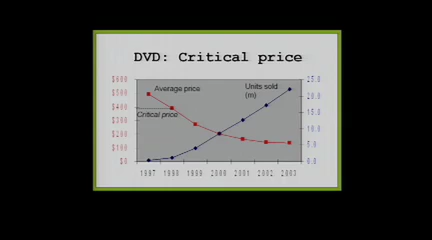 DVD: Critical price
$600
$500
$400
$300
$200
$100
$0
Average price
Critical price
Units sold
(m)
25.0
20.0
15.0
10.0
5.0
0.0
1997 1998 1999 2000 2001 2002 2003